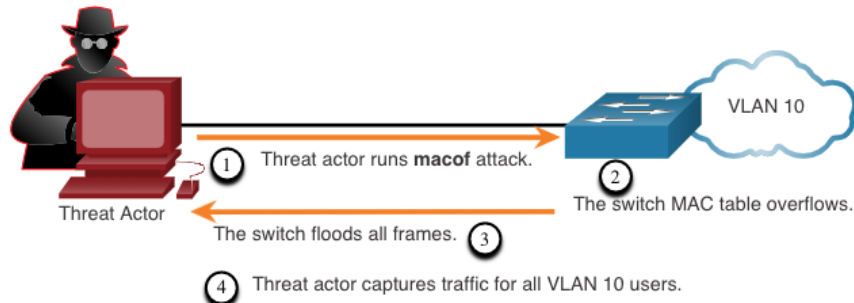 VLAN 10
1 Threat actor runs macof attack.
2
The switch MAC table overflows.
Threat Actor
The switch floods all frames. 3
4 Threat actor captures traffic for all VLAN 10 users.